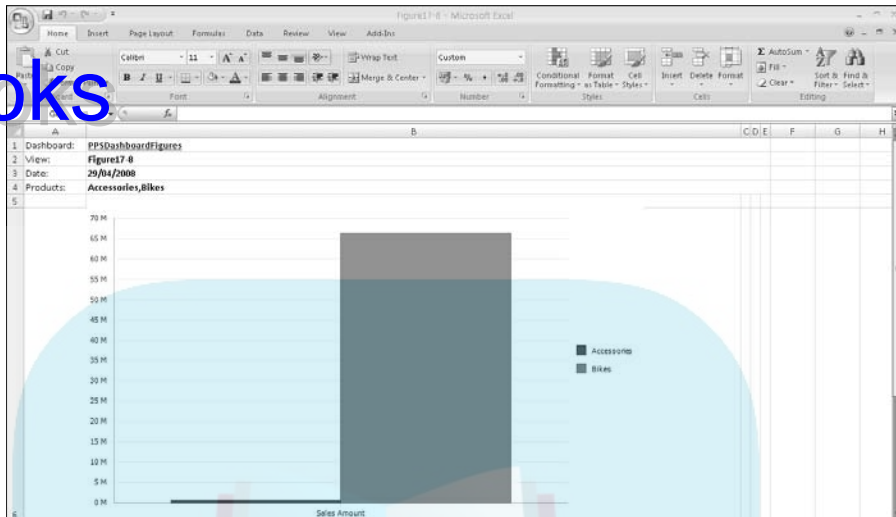 Figure17-8 - Microsoft Excel
Home Insert Page Layout Formulas Data Review View Add-Ins
Cut
Copy
Calibri 11
Wrap Text
Merge & Center
Custom
Conditional Formatting
Format as Table
Cell Styles
Insert Delete Format
AutoSum
Fill
Clear
Sort & Filter
Find & Select
Font Alignment Number Styles Cells Editing
oks
fx
A B C D E F G H
1 Dashboard: PPSDashboardFigures
2 View: Figure17-8
3 Date: 29/04/2008
4 Products: Accessories,Bikes
5
70 M
65 M
60 M
55 M
50 M
45 M
40 M
35 M
30 M
25 M
20 M
15 M
10 M
5 M
0 M
Accessories
Bikes
Sales Amount
6